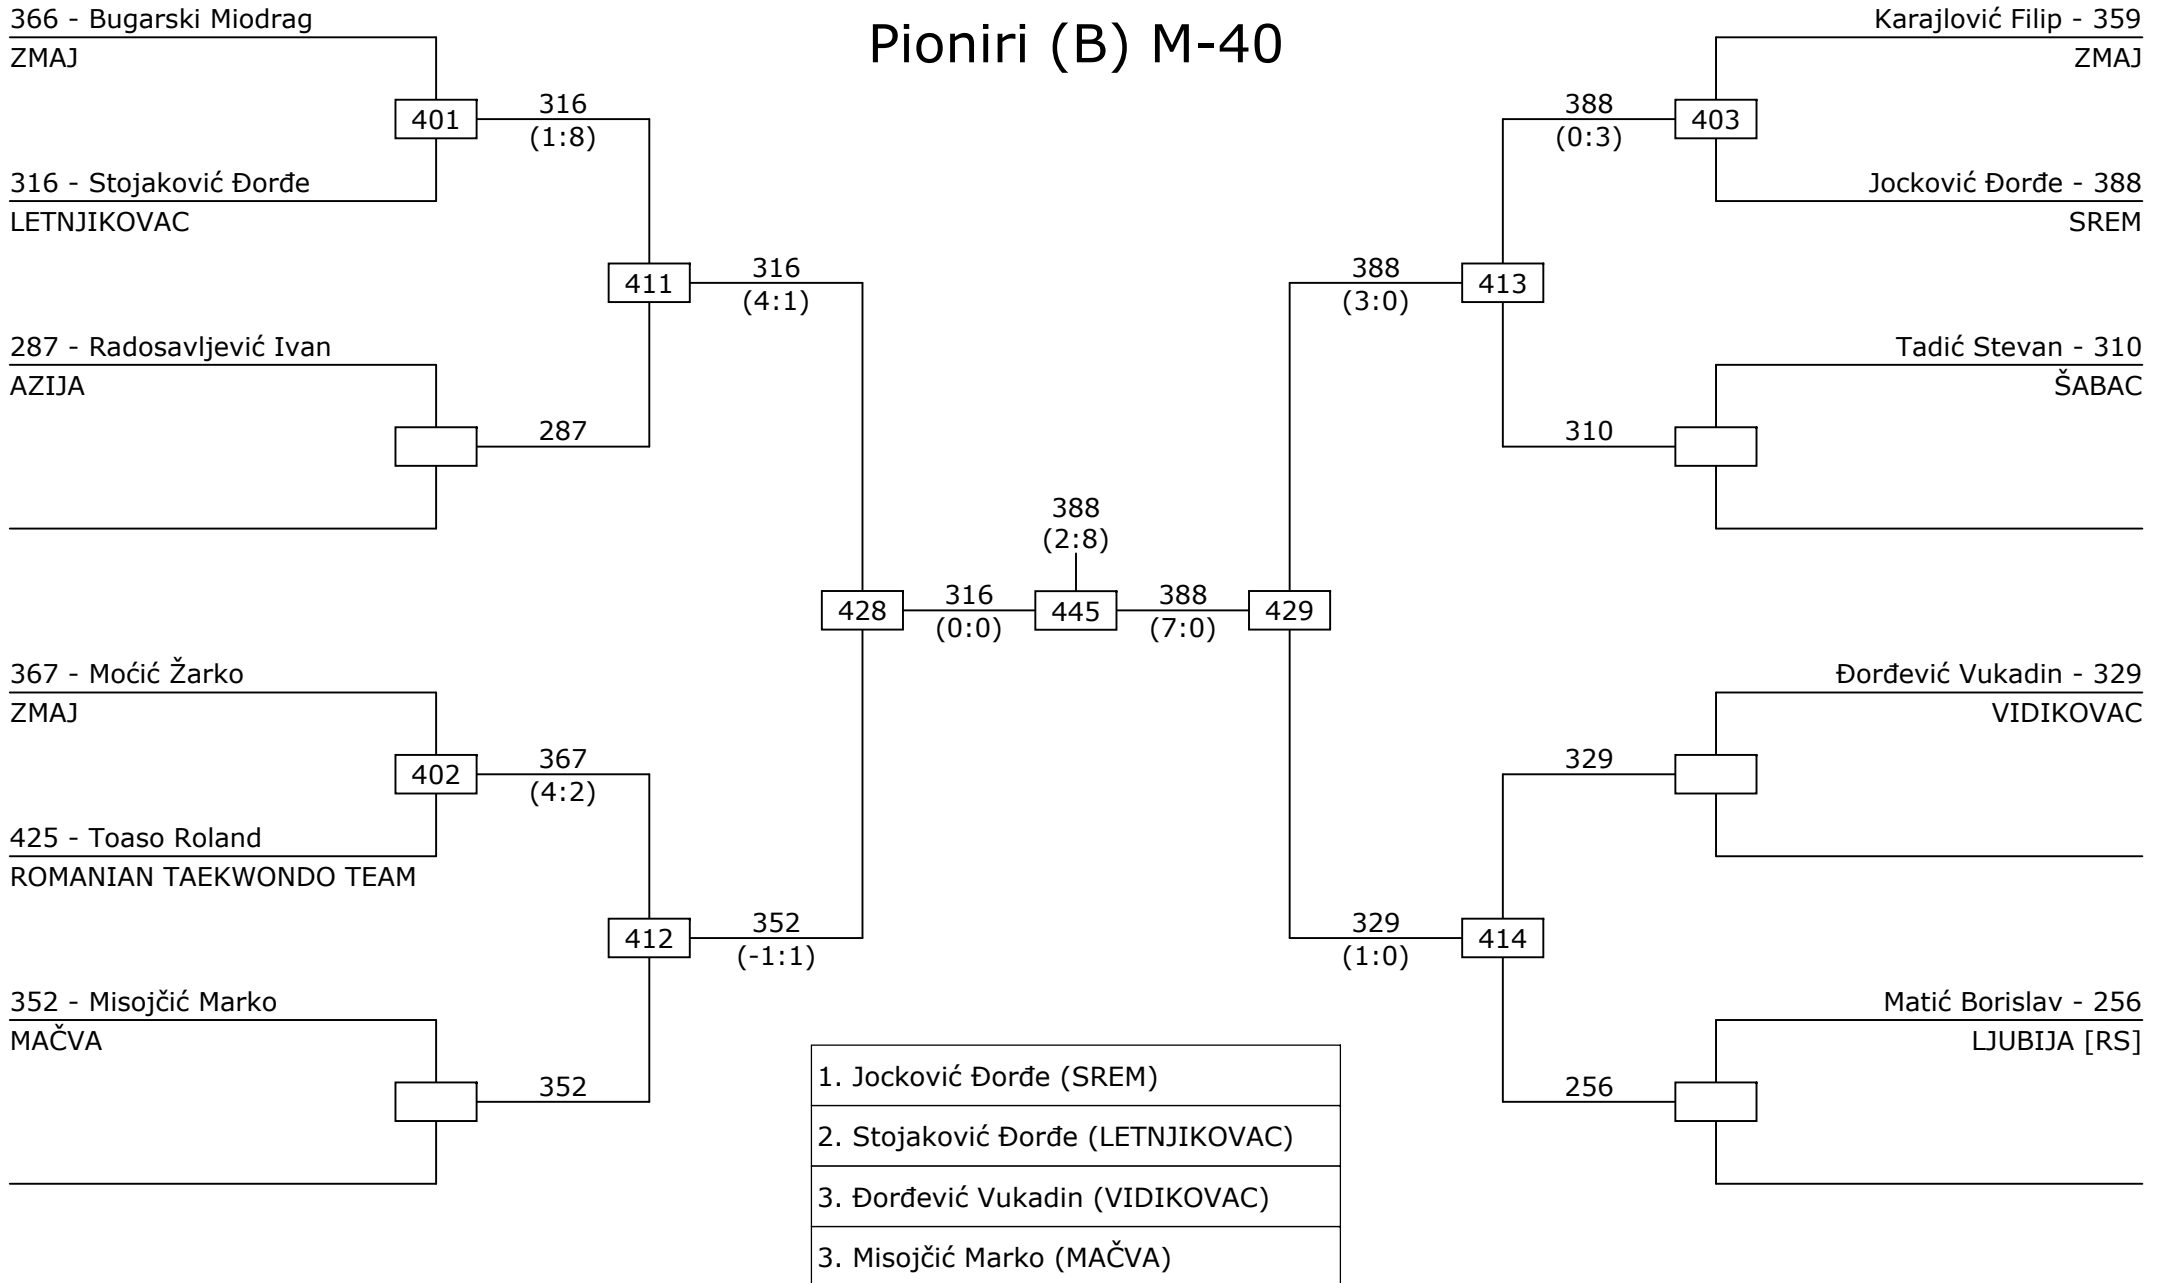 Pioniri (B) M-40
366 - Bugarski Miodrag
ZMAJ
401
316
(1:8)
316 - Stojaković Đorđe
LETNJIKOVAC
411
316
(4:1)
287 - Radosavljević Ivan
AZIJA
287
428
316
(0:0)
367 - Moćić Žarko
ZMAJ
402
367
(4:2)
425 - Toaso Roland
ROMANIAN TAEKWONDO TEAM
412
352
(-1:1)
352 - Misojčić Marko
MAČVA
352
388
(2:8)
445
Karajlović Filip - 359
ZMAJ
388
(0:3)
403
Jocković Đorđe - 388
SREM
388
(3:0)
413
Tadić Stevan - 310
ŠABAC
310
388
(7:0)
429
Đorđević Vukadin - 329
VIDIKOVAC
329
329
(1:0)
414
Matić Borislav - 256
LJUBIJA [RS]
256
1. Jocković Đorđe (SREM)
2. Stojaković Đorđe (LETNJIKOVAC)
3. Đorđević Vukadin (VIDIKOVAC)
3. Misojčić Marko (MAČVA)